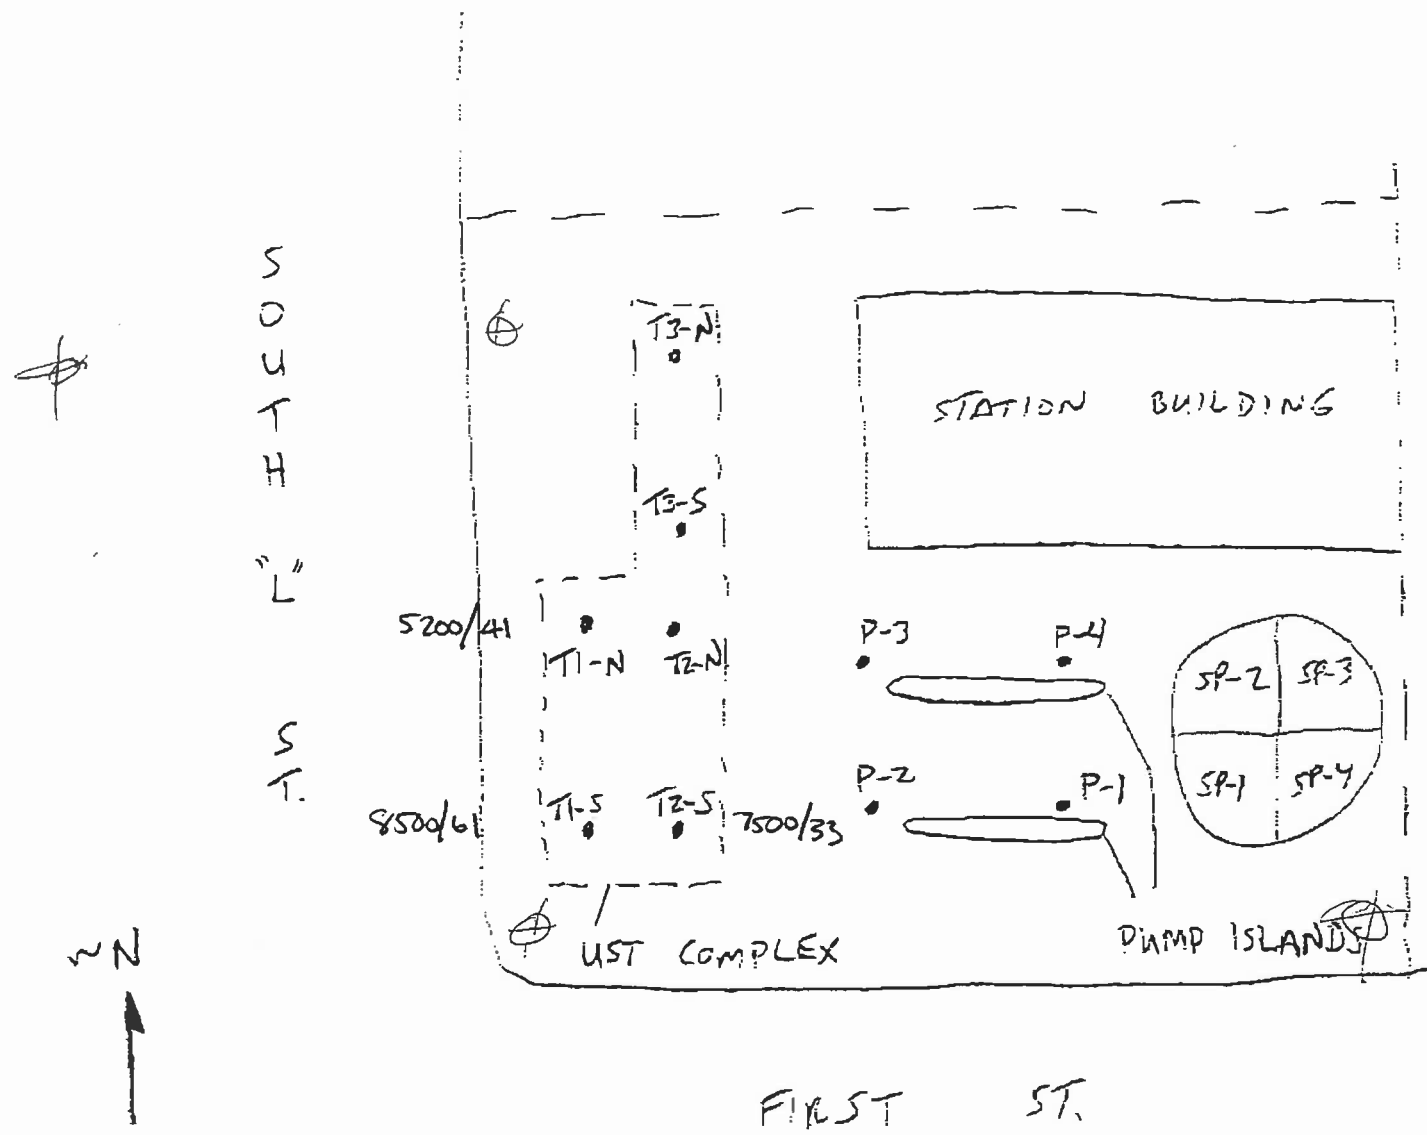 SOUTH "L" ST.
T3-N
STATION BUILDING
T3-S
5200/41
T1-N
T2-N
P-3
P-4
SP-2
SP-3
8500/61
T1-S
T2-S
7500/33
P-2
P-1
SP-1
SP-4
~N
UST COMPLEX
PUMP ISLANDS
FIRST ST.